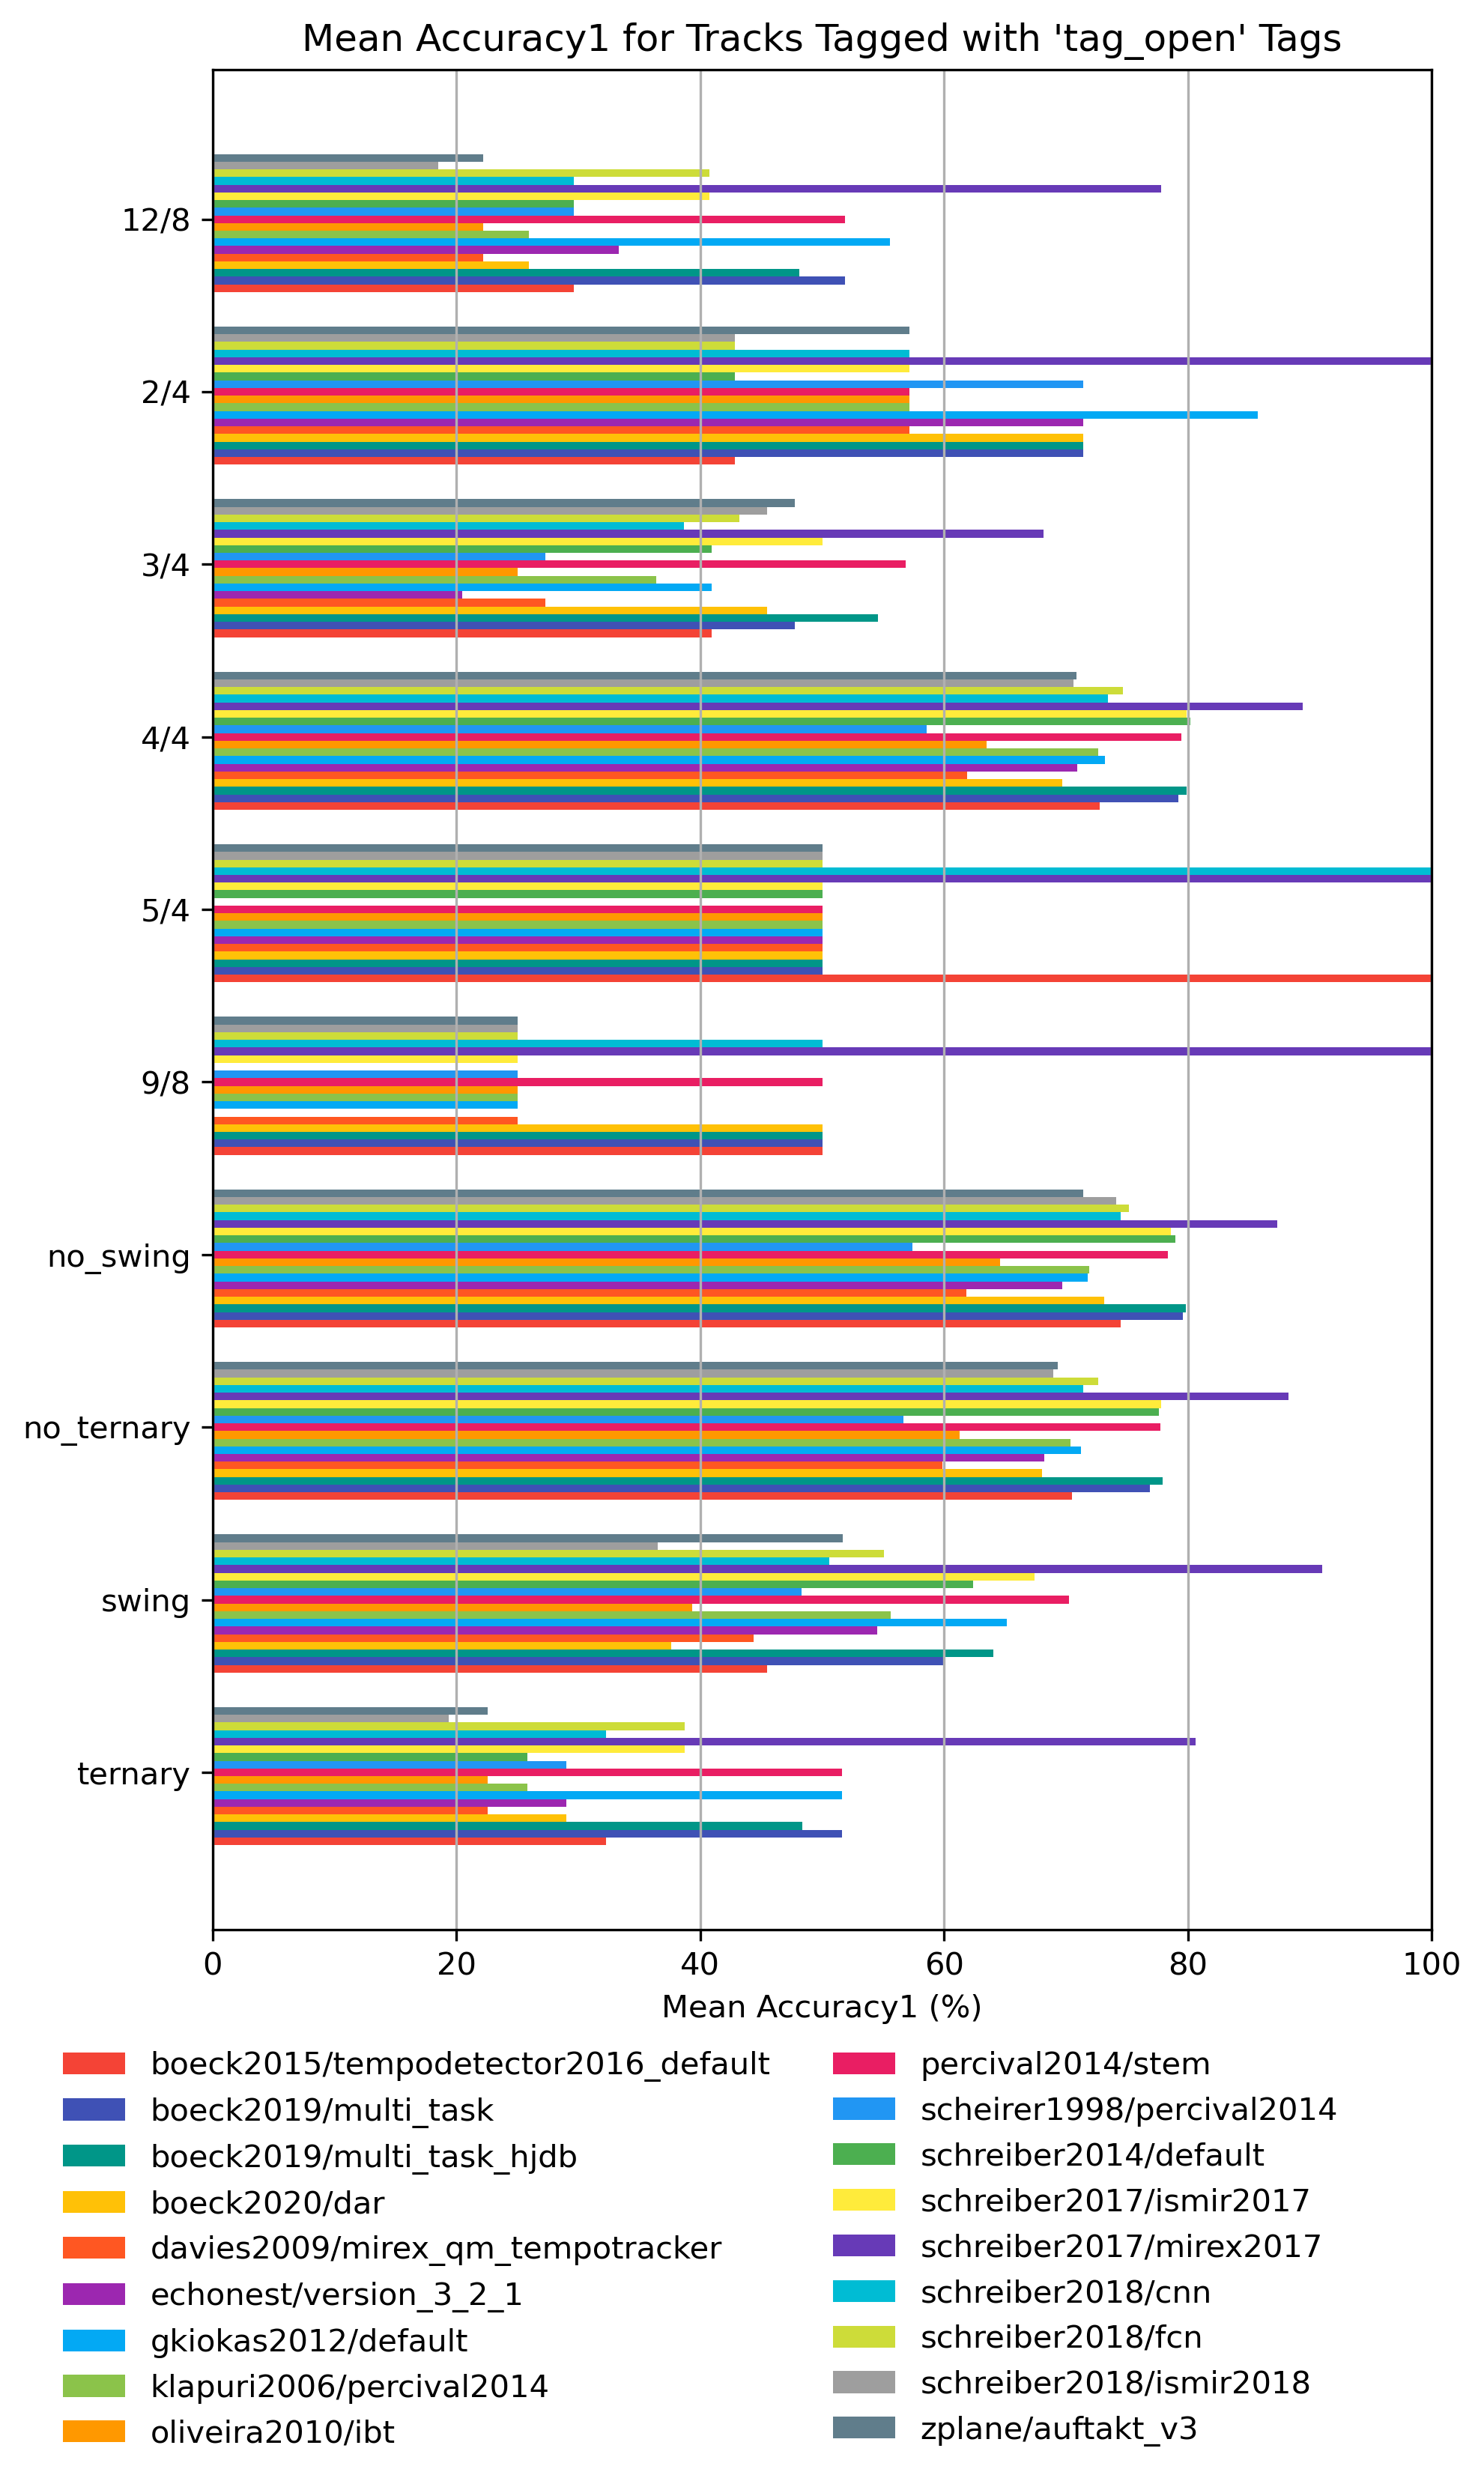 Mean Accuracy1 for Tracks Tagged with 'tag_open' Tags
12/8
2/4
3/4
4/4
5/4
9/8
no_swing
no_ternary
swing
ternary
0 20 40 60 80 100
Mean Accuracy1 (%)
boeck2015/tempodetector2016_default
boeck2019/multi_task
boeck2019/multi_task_hjdb
boeck2020/dar
davies2009/mirex_qm_tempotracker
echonest/version_3_2_1
gkiokas2012/default
klapuri2006/percival2014
oliveira2010/ibt
percival2014/stem
scheirer1998/percival2014
schreiber2014/default
schreiber2017/ismir2017
schreiber2017/mirex2017
schreiber2018/cnn
schreiber2018/fcn
schreiber2018/ismir2018
zplane/auftakt_v3